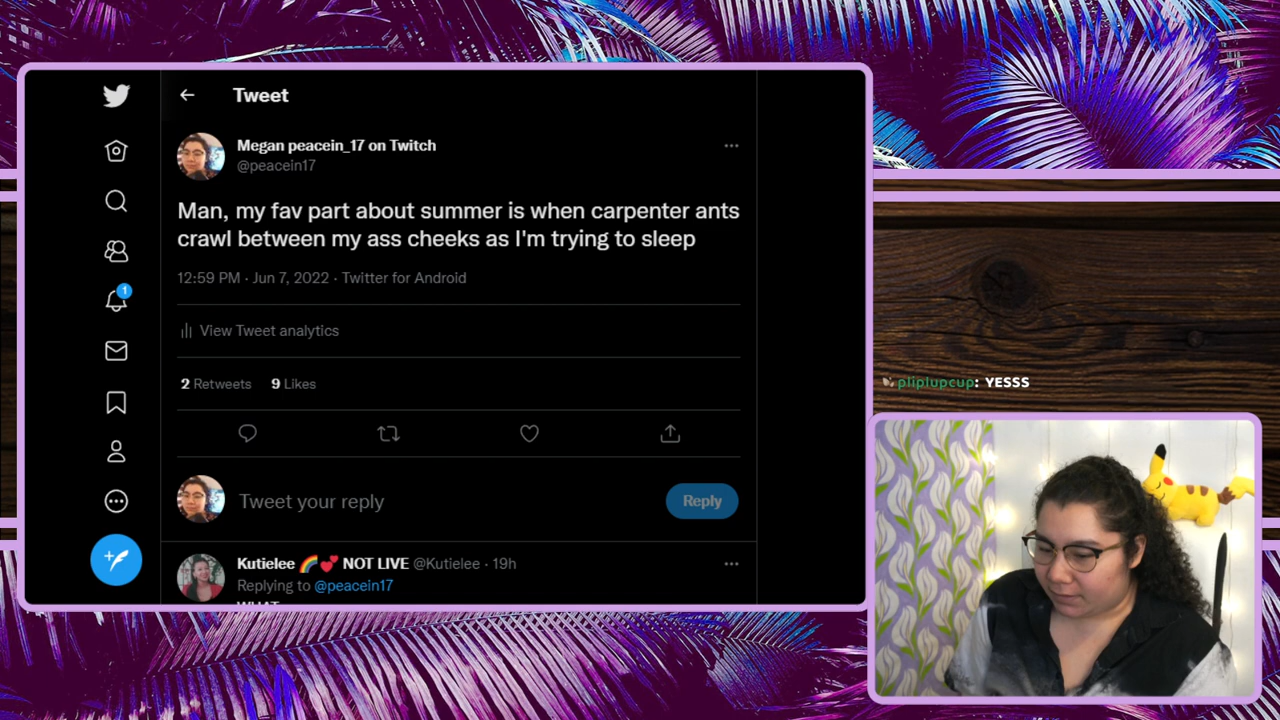 Tweet
Megan peacein_17 on Twitch
@peacein17
Man, my fav part about summer is when carpenter ants
crawl between my ass cheeks as I'm trying to sleep
12:59 PM · Jun 7, 2022 · Twitter for Android
View Tweet analytics
2 Retweets 9 Likes
Tweet your reply
Reply
Kutielee 🌈💕 NOT LIVE @Kutielee · 19h
Replying to @peacein17
WHAT
1
pliplupcup: YESSS